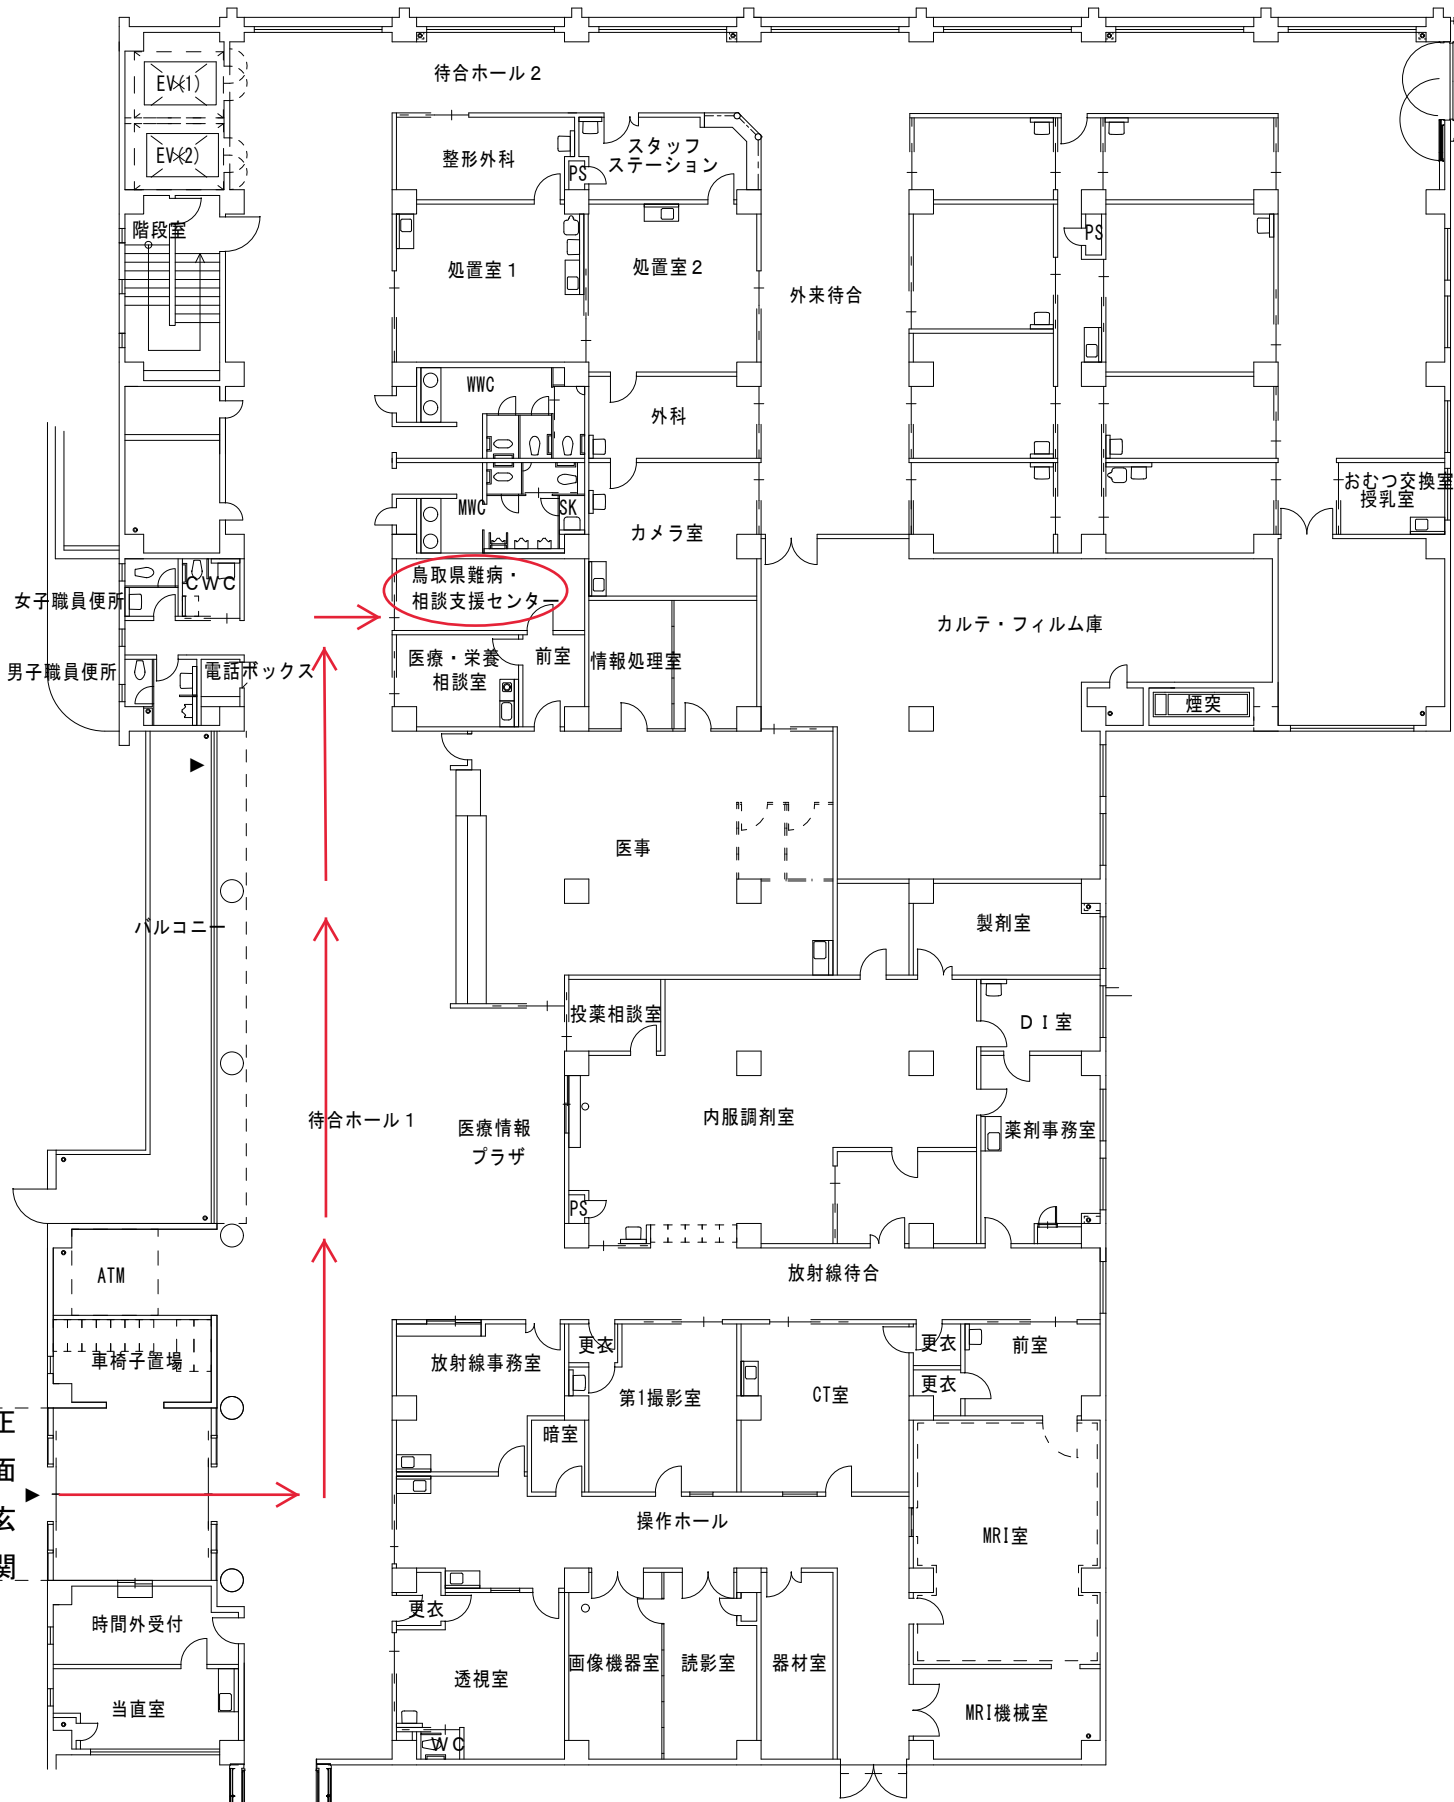 待合ホール２
EV(1)
EV(2)
整形外科
スタッフ
ステーション
PS
階段室
処置室１
処置室２
外来待合
PS
WWC
外科
MWC
SK
カメラ室
おむつ交換室
授乳室
鳥取県難病・
相談支援センター
CWC
女子職員便所
男子職員便所
電話ボックス
医療・栄養
相談室
前室
情報処理室
カルテ・フィルム庫
煙突
医事
バルコニー
製剤室
投薬相談室
ＤＩ室
待合ホール１
医療情報
プラザ
内服調剤室
薬剤事務室
PS
ATM
放射線待合
車椅子置場
放射線事務室
更衣
第1撮影室
CT室
更衣
更衣
前室
暗室
正面玄関
操作ホール
MRI室
時間外受付
更衣
透視室
画像機器室
読影室
器材室
当直室
WC
MRI機械室